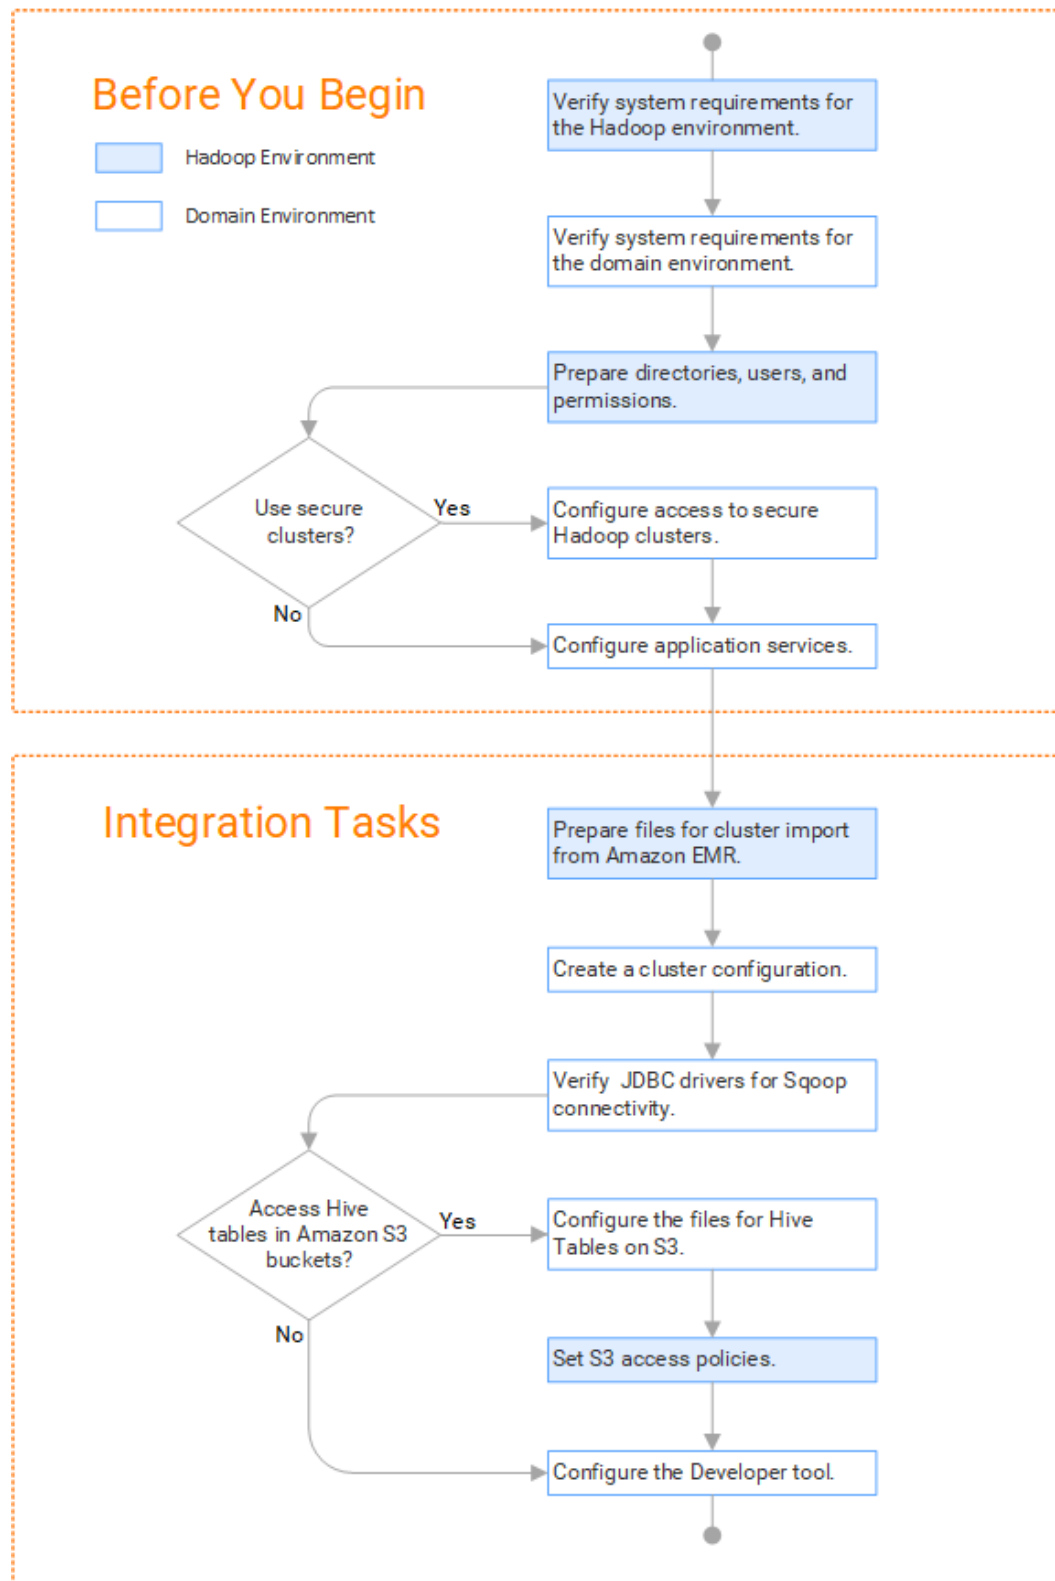 Before You Begin
Hadoop Environment
Domain Environment
Verify system requirements for
the Hadoop environment.
Verify system requirements for
the domain environment.
Prepare directories, users, and
permissions.
Use secure
clusters?
Yes
No
Configure access to secure
Hadoop clusters.
Configure application services.
Integration Tasks
Prepare files for cluster import
from Amazon EMR.
Create a cluster configuration.
Verify JDBC drivers for Sqoop
connectivity.
Access Hive
tables in Amazon S3
buckets?
Yes
No
Configure the files for Hive
Tables on S3.
Set S3 access policies.
Configure the Developer tool.